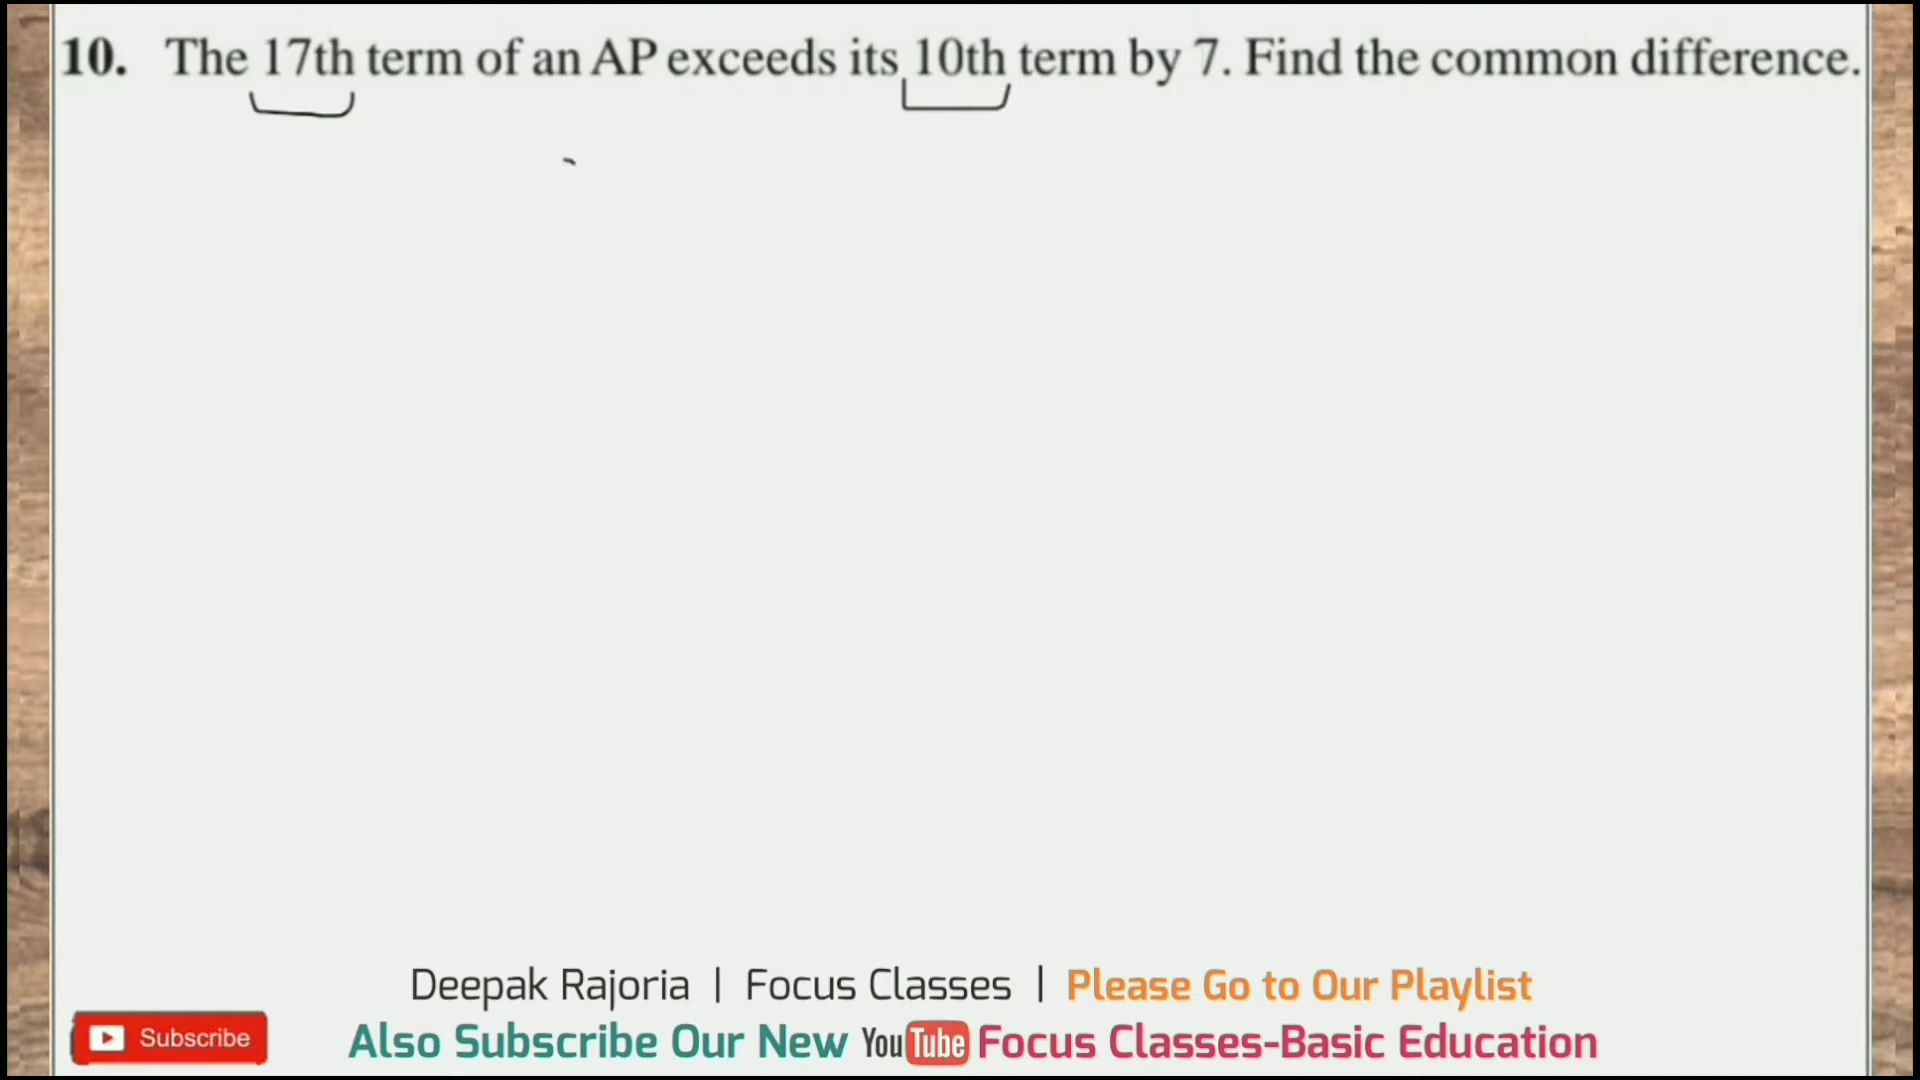 10. The 17th term of an AP exceeds its 10th term by 7. Find the common difference.
Deepak Rajoria | Focus Classes | Please Go to Our Playlist
Subscribe
Also Subscribe Our New YouTube Focus Classes-Basic Education